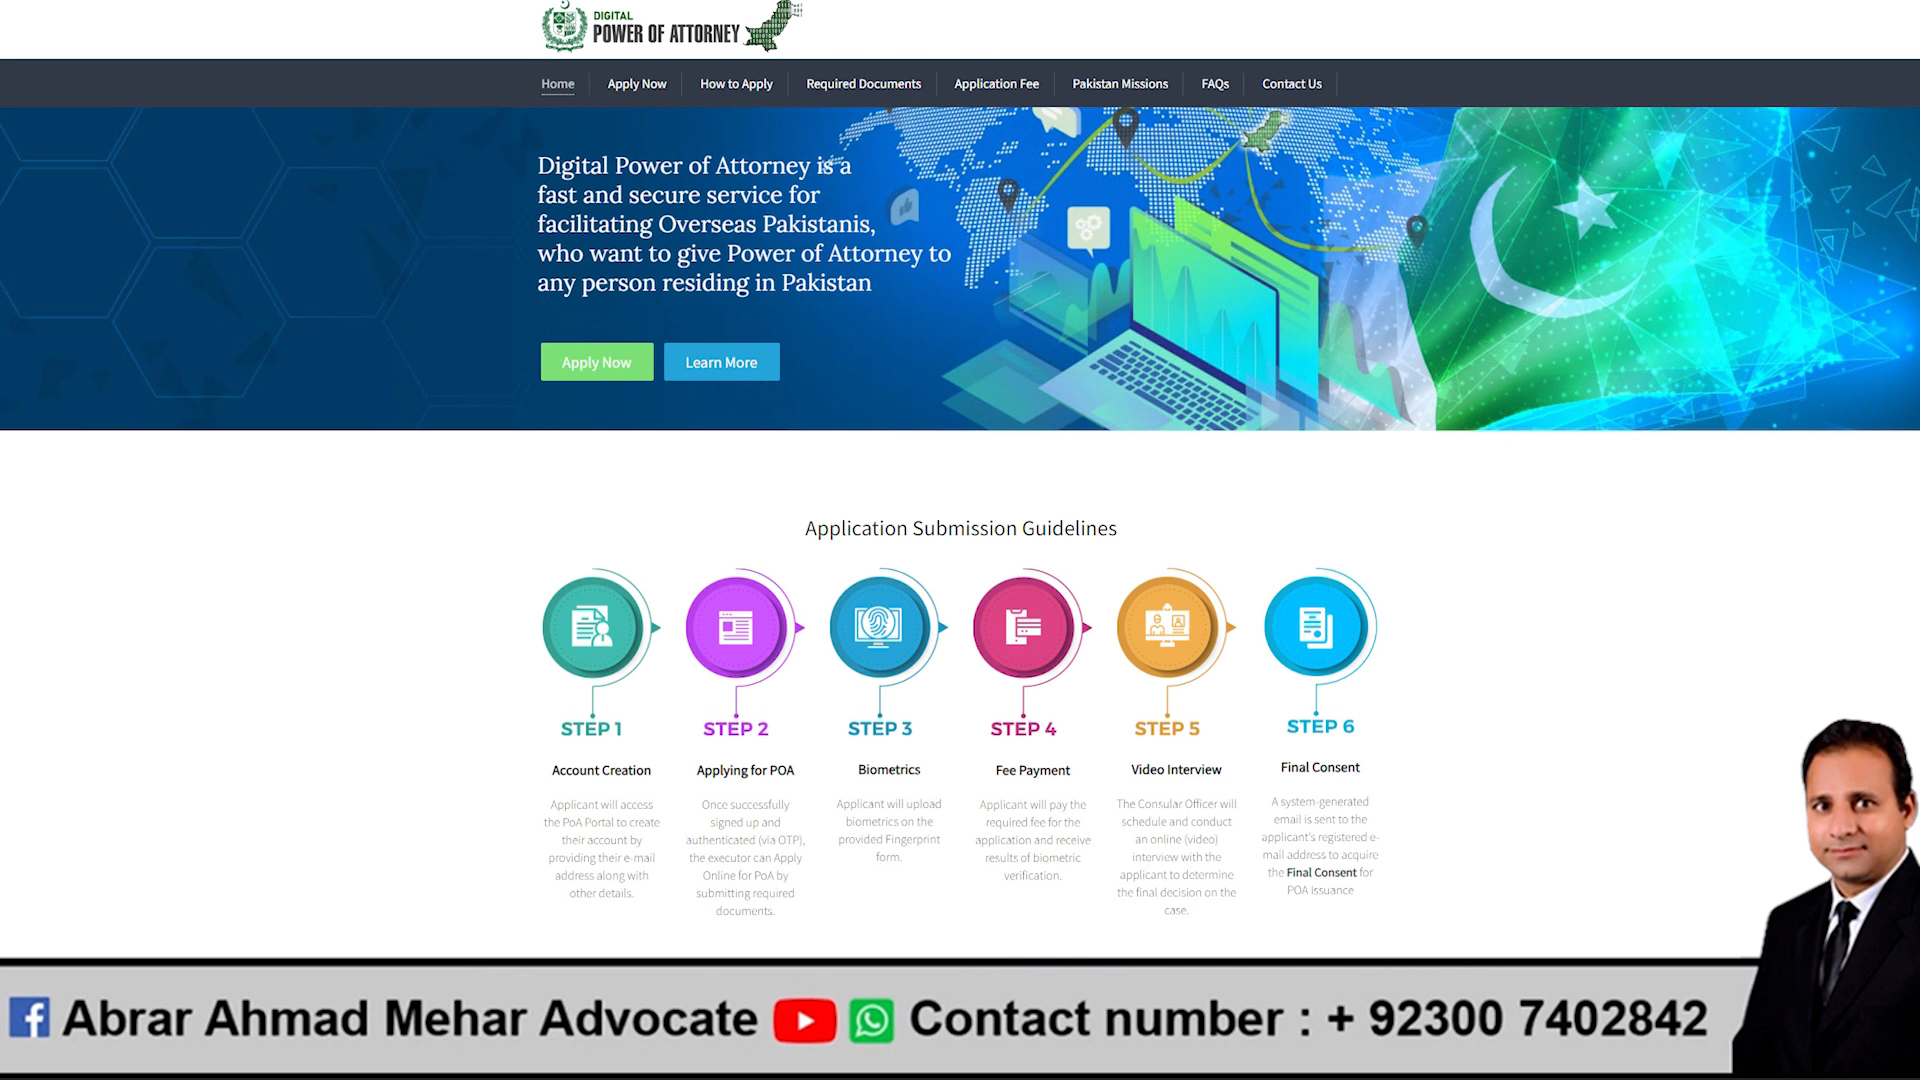 DIGITAL
POWER OF ATTORNEY
Home
Apply Now
How to Apply
Required Documents
Application Fee
Pakistan Missions
FAQs
Contact Us
Digital Power of Attorney is a
fast and secure service for
facilitating Overseas Pakistanis,
who want to give Power of Attorney to
any person residing in Pakistan
Apply Now
Learn More
Application Submission Guidelines
STEP 1
Account Creation
Applicant will access
the PoA Portal to create
their account by
providing their e-mail
address along with
other details.
STEP 2
Applying for POA
Once successfully
signed up and
authenticated (via OTP),
the executor can Apply
Online for PoA by
submitting required
documents.
STEP 3
Biometrics
Applicant will upload
biometrics on the
provided Fingerprint
form.
STEP 4
Fee Payment
Applicant will pay the
required fee for the
application and receive
results of biometric
verification.
STEP 5
Video Interview
The Consular Officer will
schedule and conduct
an online (video)
interview with the
applicant to determine
the final decision on the
case.
STEP 6
Final Consent
A system-generated
email is sent to the
applicant's registered e-
mail address to acquire
the Final Consent for
POA issuance
Abrar Ahmad Mehar Advocate Contact number : + 92300 7402842